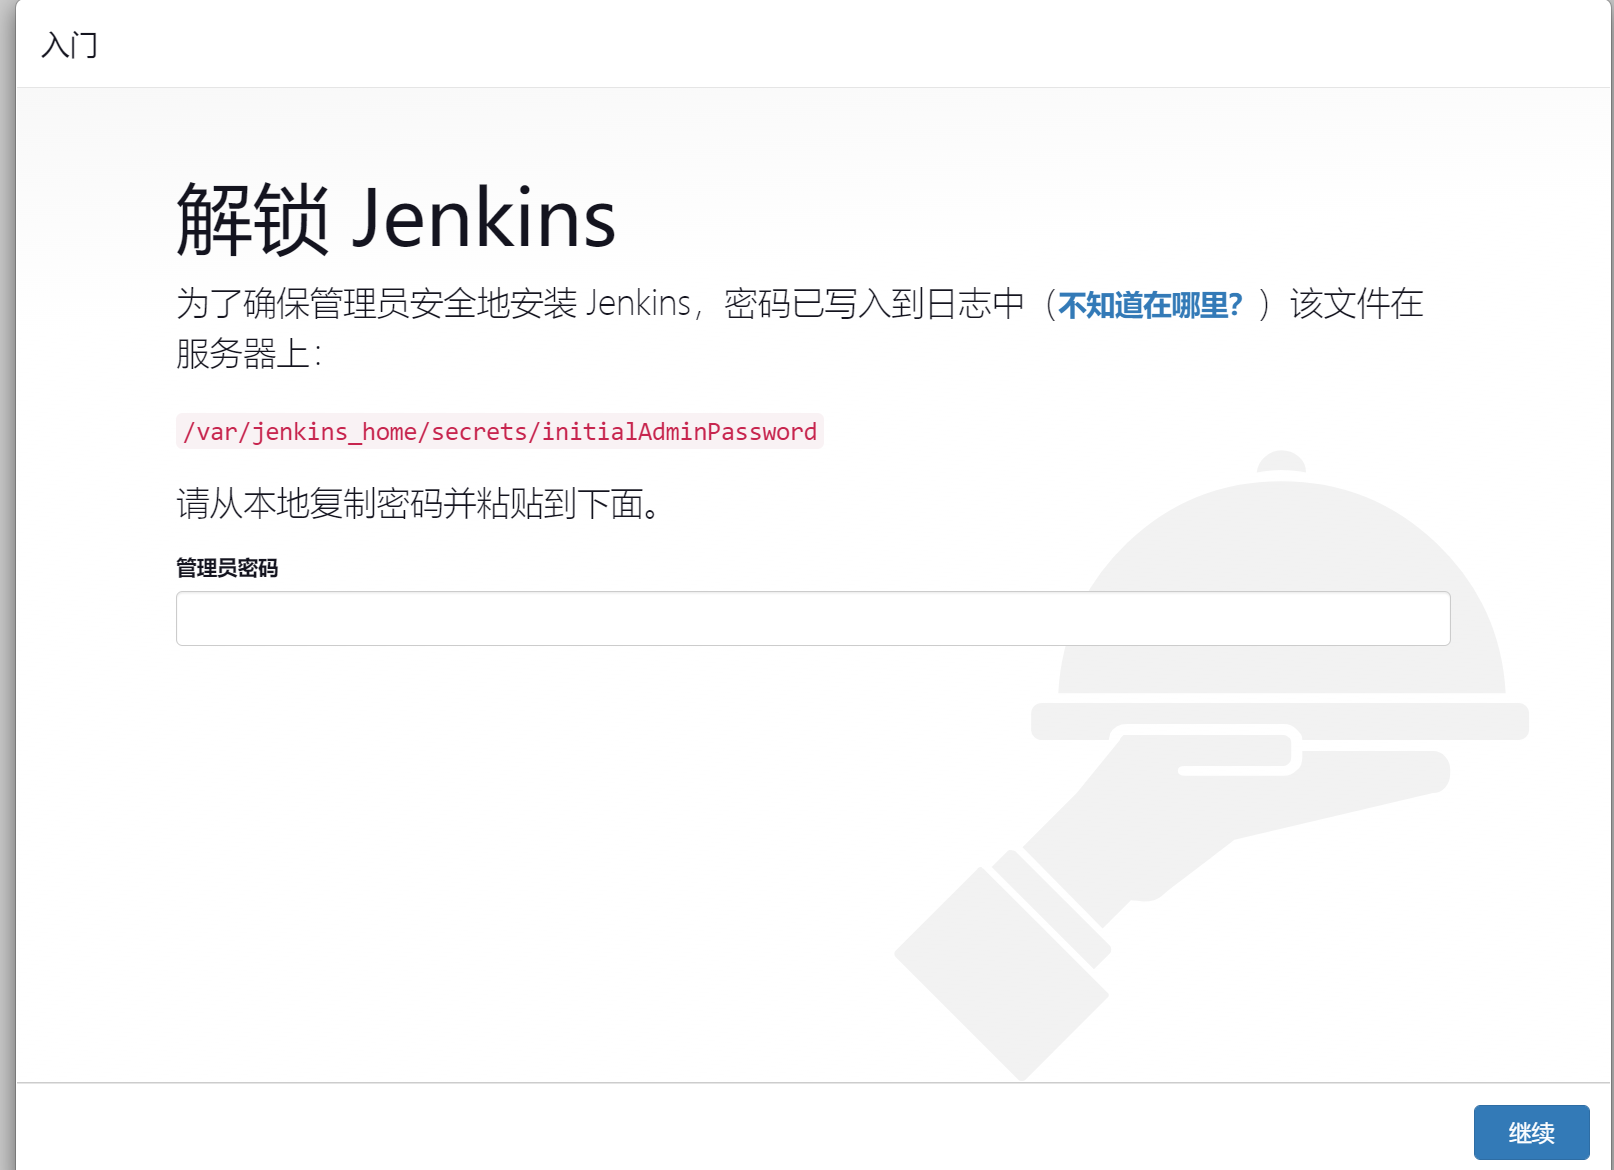 入门
解锁 Jenkins
为了确保管理员安全地安装 Jenkins，密码已写入到日志中（不知道在哪里？）该文件在
服务器上：
/var/jenkins_home/secrets/initialAdminPassword
请从本地复制密码并粘贴到下面。
管理员密码
继续